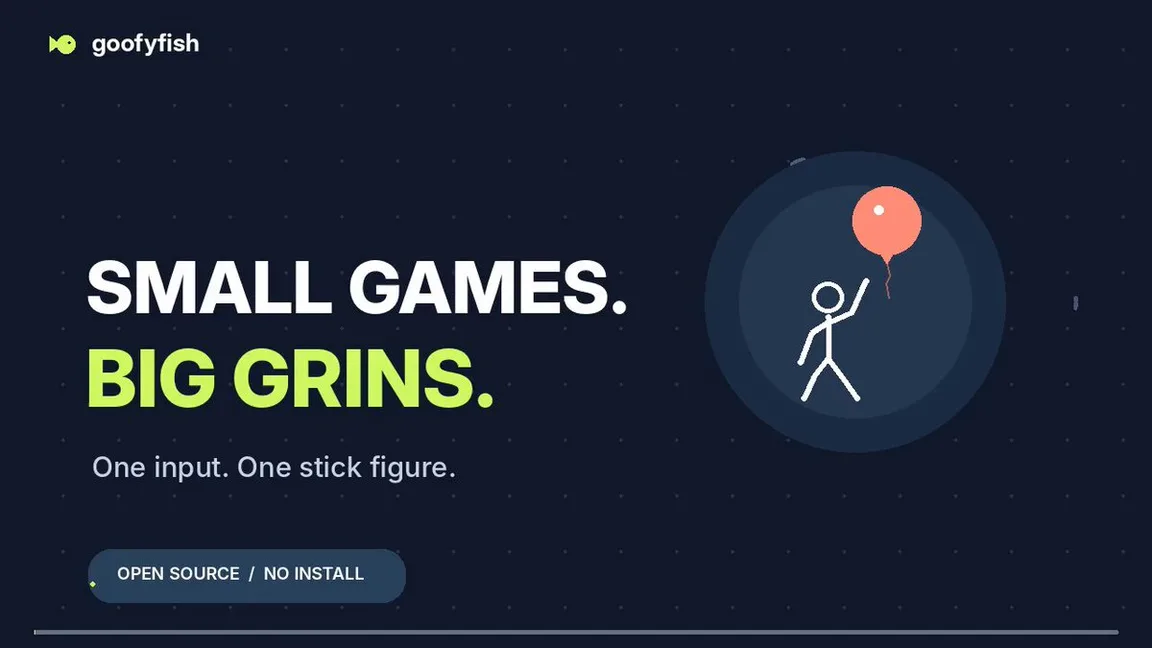 goofyfish
SMALL GAMES.
BIG GRINS.
One input. One stick figure.
OPEN SOURCE / NO INSTALL